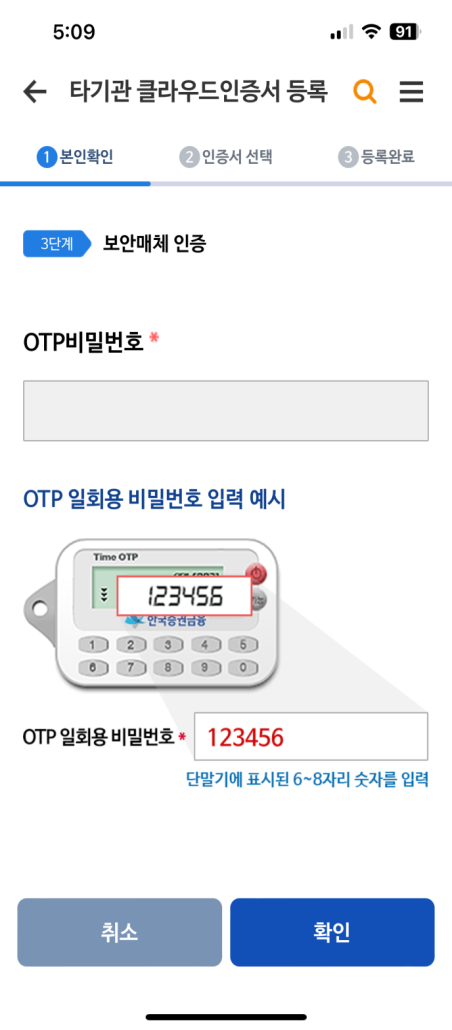 5:09
91
타기관 클라우드인증서 등록
1 본인확인
2 인증서 선택
3 등록완료
3단계 보안매체 인증
OTP비밀번호 *
OTP 일회용 비밀번호 입력 예시
Time OTP
123456
한국증권금융
1 2 3 4 5
6 7 8 9 0
OTP 일회용 비밀번호 * 123456
단말기에 표시된 6~8자리 숫자를 입력
취소
확인